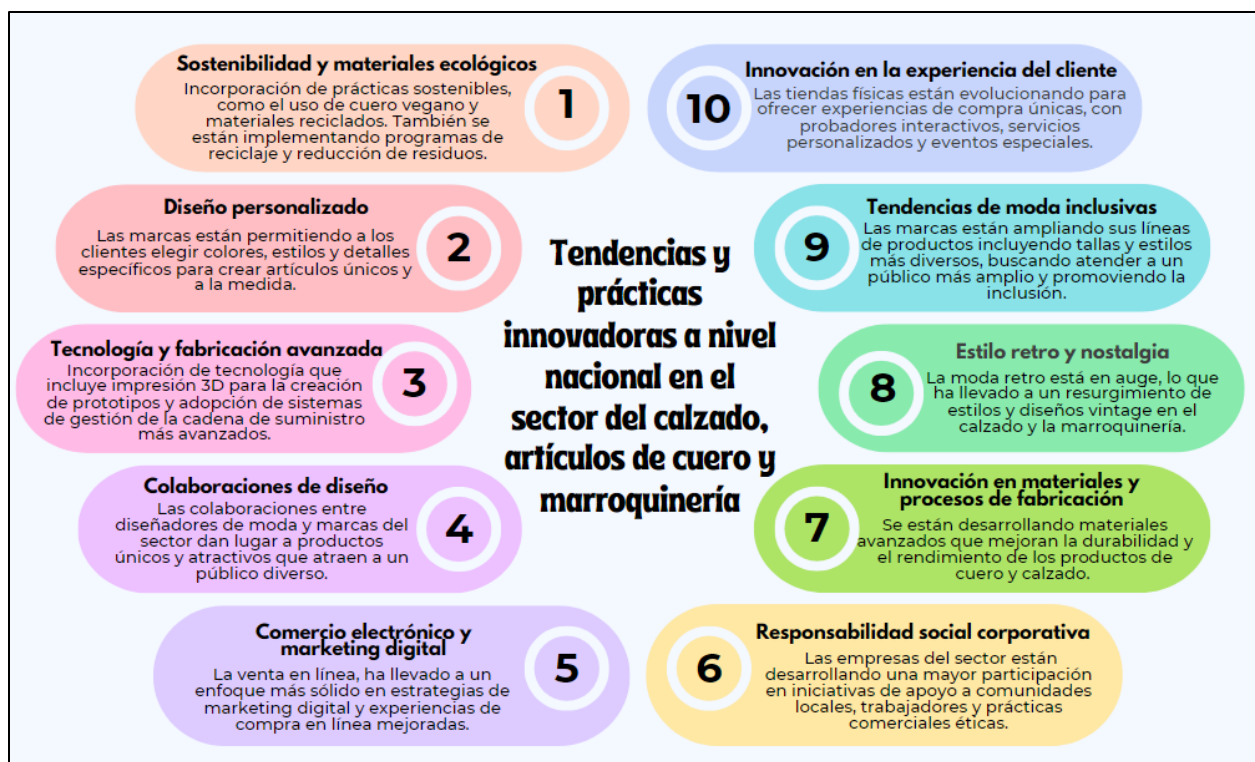 Sostenibilidad y materiales ecológicos
Incorporación de prácticas sostenibles,
como el uso de cuero vegano y
materiales reciclados. También se
están implementando programas de
reciclaje y reducción de residuos.
1
Diseño personalizado
Las marcas están permitiendo a los
clientes elegir colores, estilos y detalles
específicos para crear artículos únicos y
a la medida.
2
Tecnología y fabricación avanzada
Incorporación de tecnología que
incluye impresión 3D para la creación
de prototipos y adopción de sistemas
de gestión de la cadena de suministro
más avanzados.
3
Colaboraciones de diseño
Las colaboraciones entre
diseñadores de moda y marcas del
sector dan lugar a productos
únicos y atractivos que atraen a un
público diverso.
4
Comercio electrónico y
marketing digital
La venta en línea, ha llevado a un
enfoque más sólido en estrategias de
marketing digital y experiencias de
compra en línea mejoradas.
5
Tendencias y
prácticas
innovadoras a nivel
nacional en el
sector del calzado,
artículos de cuero y
marroquinería
10
Innovación en la experiencia del cliente
Las tiendas físicas están evolucionando para
ofrecer experiencias de compra únicas, con
probadores interactivos, servicios
personalizados y eventos especiales.
9
Tendencias de moda inclusivas
Las marcas están ampliando sus líneas
de productos incluyendo tallas y estilos
más diversos, buscando atender a un
público más amplio y promoviendo la
inclusión.
8
Estilo retro y nostalgia
La moda retro está en auge, lo que
ha llevado a un resurgimiento de
estilos y diseños vintage en el
calzado y la marroquinería.
7
Innovación en materiales y
procesos de fabricación
Se están desarrollando materiales
avanzados que mejoran la durabilidad y
el rendimiento de los productos de
cuero y calzado.
6
Responsabilidad social corporativa
Las empresas del sector están
desarrollando una mayor participación
en iniciativas de apoyo a comunidades
locales, trabajadores y prácticas
comerciales éticas.